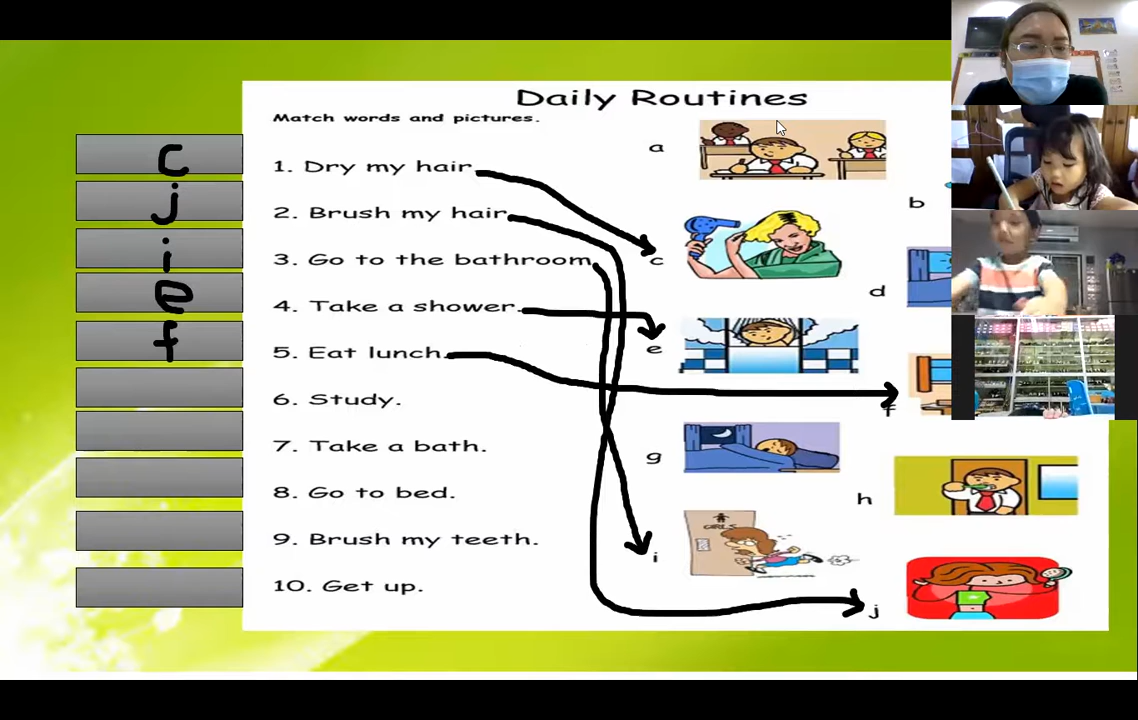 Daily Routines
Match words and pictures.
1. Dry my hair.
2. Brush my hair.
3. Go to the bathroom.
4. Take a shower.
5. Eat lunch.
6. Study.
7. Take a bath.
8. Go to bed.
9. Brush my teeth.
10. Get up.
c
j
i
e
f
a
b
c
d
e
f
g
h
GIRLS
i
j